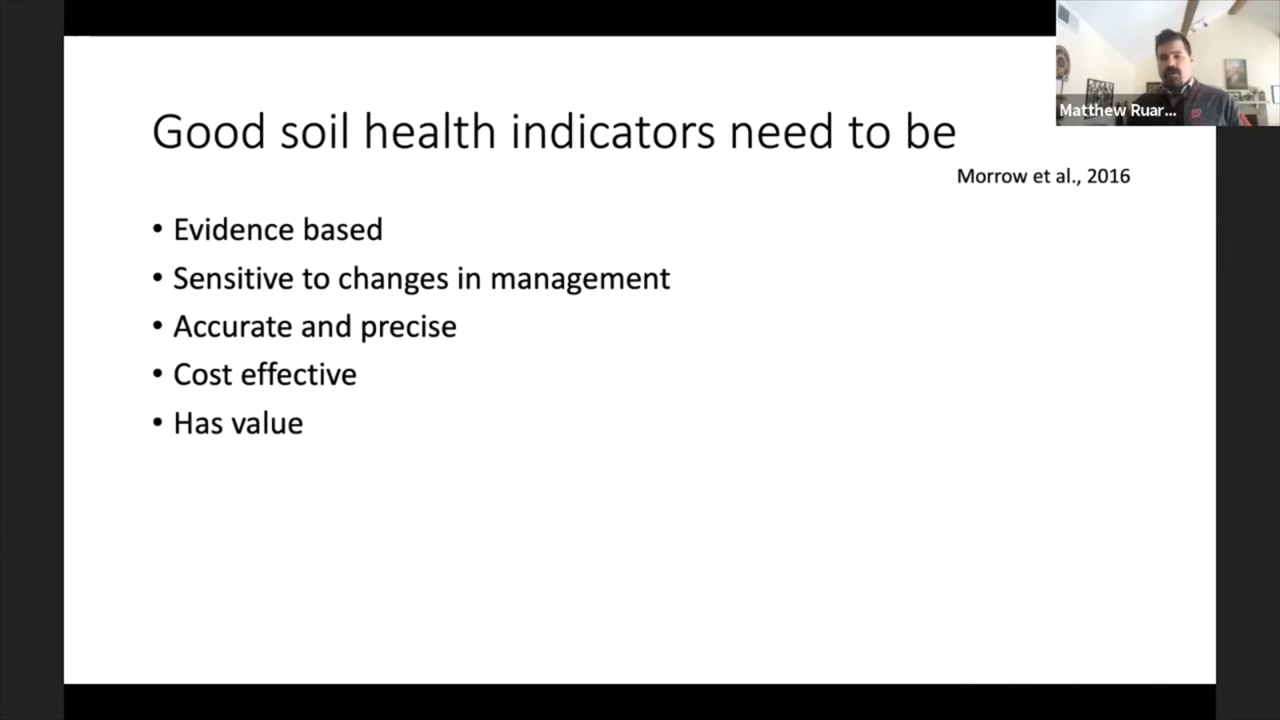 Good soil health indicators need to be
Morrow et al., 2016
• Evidence based
• Sensitive to changes in management
• Accurate and precise
• Cost effective
• Has value
Matthew Ruar...